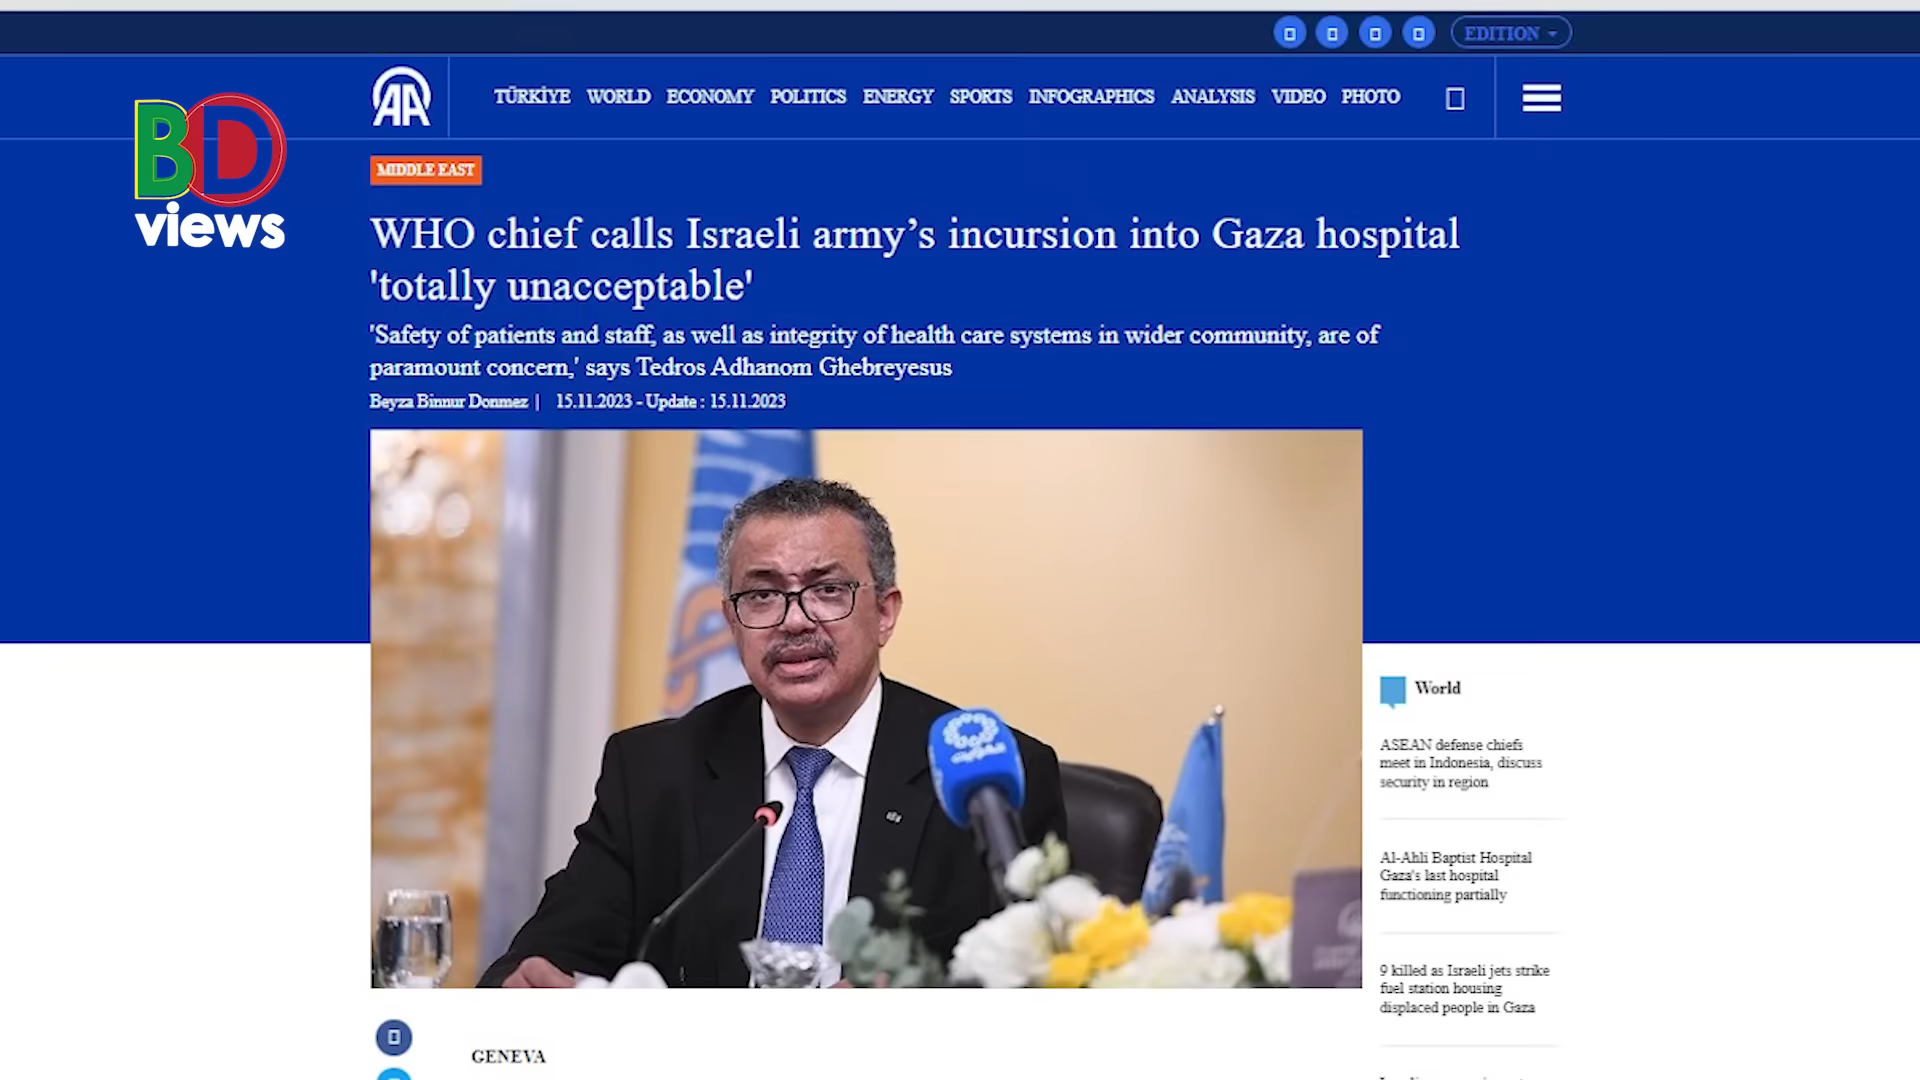 EDITION
BD
views
AA
TÜRKİYE WORLD ECONOMY POLITICS ENERGY SPORTS INFOGRAPHICS ANALYSIS VIDEO PHOTO
MIDDLE EAST
WHO chief calls Israeli army’s incursion into Gaza hospital
'totally unacceptable'
'Safety of patients and staff, as well as integrity of health care systems in wider community, are of
paramount concern,' says Tedros Adhanom Ghebreyesus
Beyza Binnur Donmez | 15.11.2023 - Update : 15.11.2023
World
ASEAN defense chiefs
meet in Indonesia, discuss
security in region
Al-Ahli Baptist Hospital
Gaza's last hospital
functioning partially
9 killed as Israeli jets strike
fuel station housing
displaced people in Gaza
GENEVA